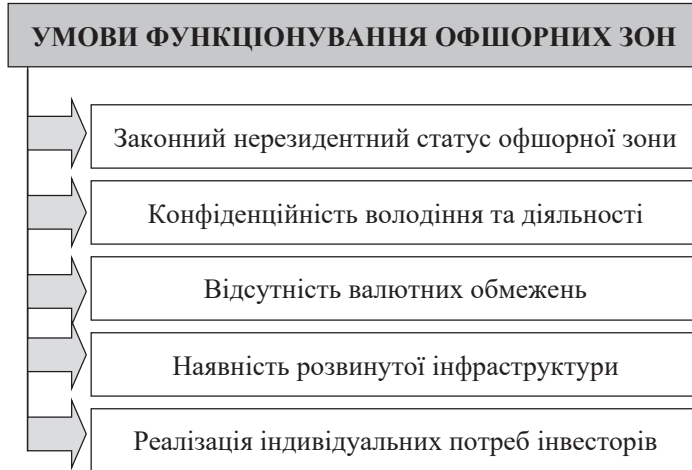 УМОВИ ФУНКЦІОНУВАННЯ ОФШОРНИХ ЗОН
Законний нерезидентний статус офшорної зони
Конфіденційність володіння та діяльності
Відсутність валютних обмежень
Наявність розвинутої інфраструктури
Реалізація індивідуальних потреб інвесторів